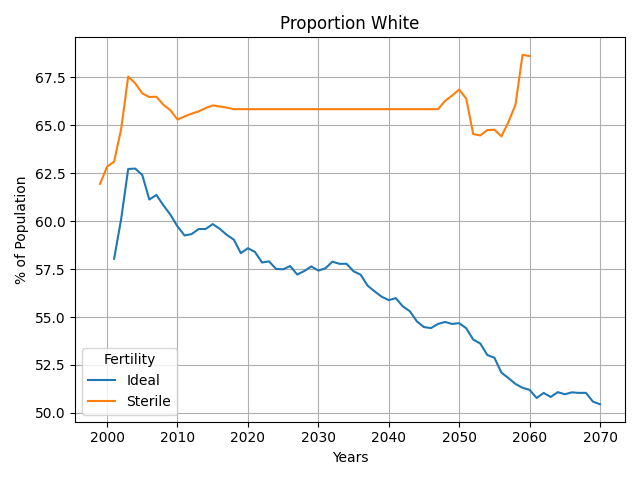 Proportion White
% of Population
67.5
65.0
62.5
60.0
57.5
55.0
52.5
50.0
Fertility
Ideal
Sterile
2000 2010 2020 2030 2040 2050 2060 2070
Years